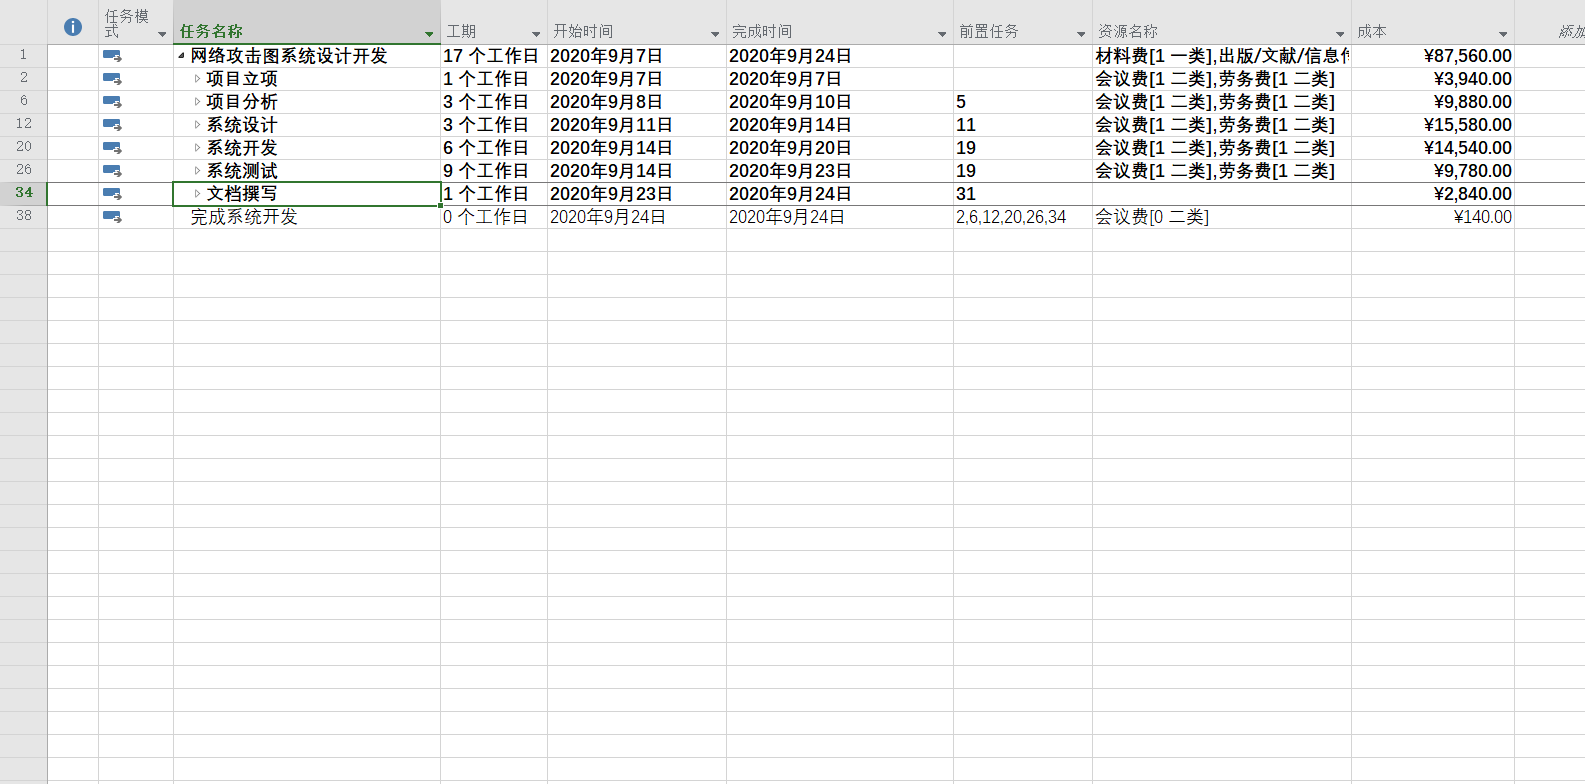 任务模式 任务名称 工期 开始时间 完成时间 前置任务 资源名称 成本 添加
1 网络攻击图系统设计开发 17 个工作日 2020年9月7日 2020年9月24日 材料费[1 一类],出版/文献/信息传 ¥87,560.00
2 项目立项 1 个工作日 2020年9月7日 2020年9月7日 会议费[1 二类],劳务费[1 二类] ¥3,940.00
6 项目分析 3 个工作日 2020年9月8日 2020年9月10日 5 会议费[1 二类],劳务费[1 二类] ¥9,880.00
12 系统设计 3 个工作日 2020年9月11日 2020年9月14日 11 会议费[1 二类],劳务费[1 二类] ¥15,580.00
20 系统开发 6 个工作日 2020年9月14日 2020年9月20日 19 会议费[1 二类],劳务费[1 二类] ¥14,540.00
26 系统测试 9 个工作日 2020年9月14日 2020年9月23日 19 会议费[1 二类],劳务费[1 二类] ¥9,780.00
34 文档撰写 1 个工作日 2020年9月23日 2020年9月24日 31 ¥2,840.00
38 完成系统开发 0 个工作日 2020年9月24日 2020年9月24日 2,6,12,20,26,34 会议费[0 二类] ¥140.00